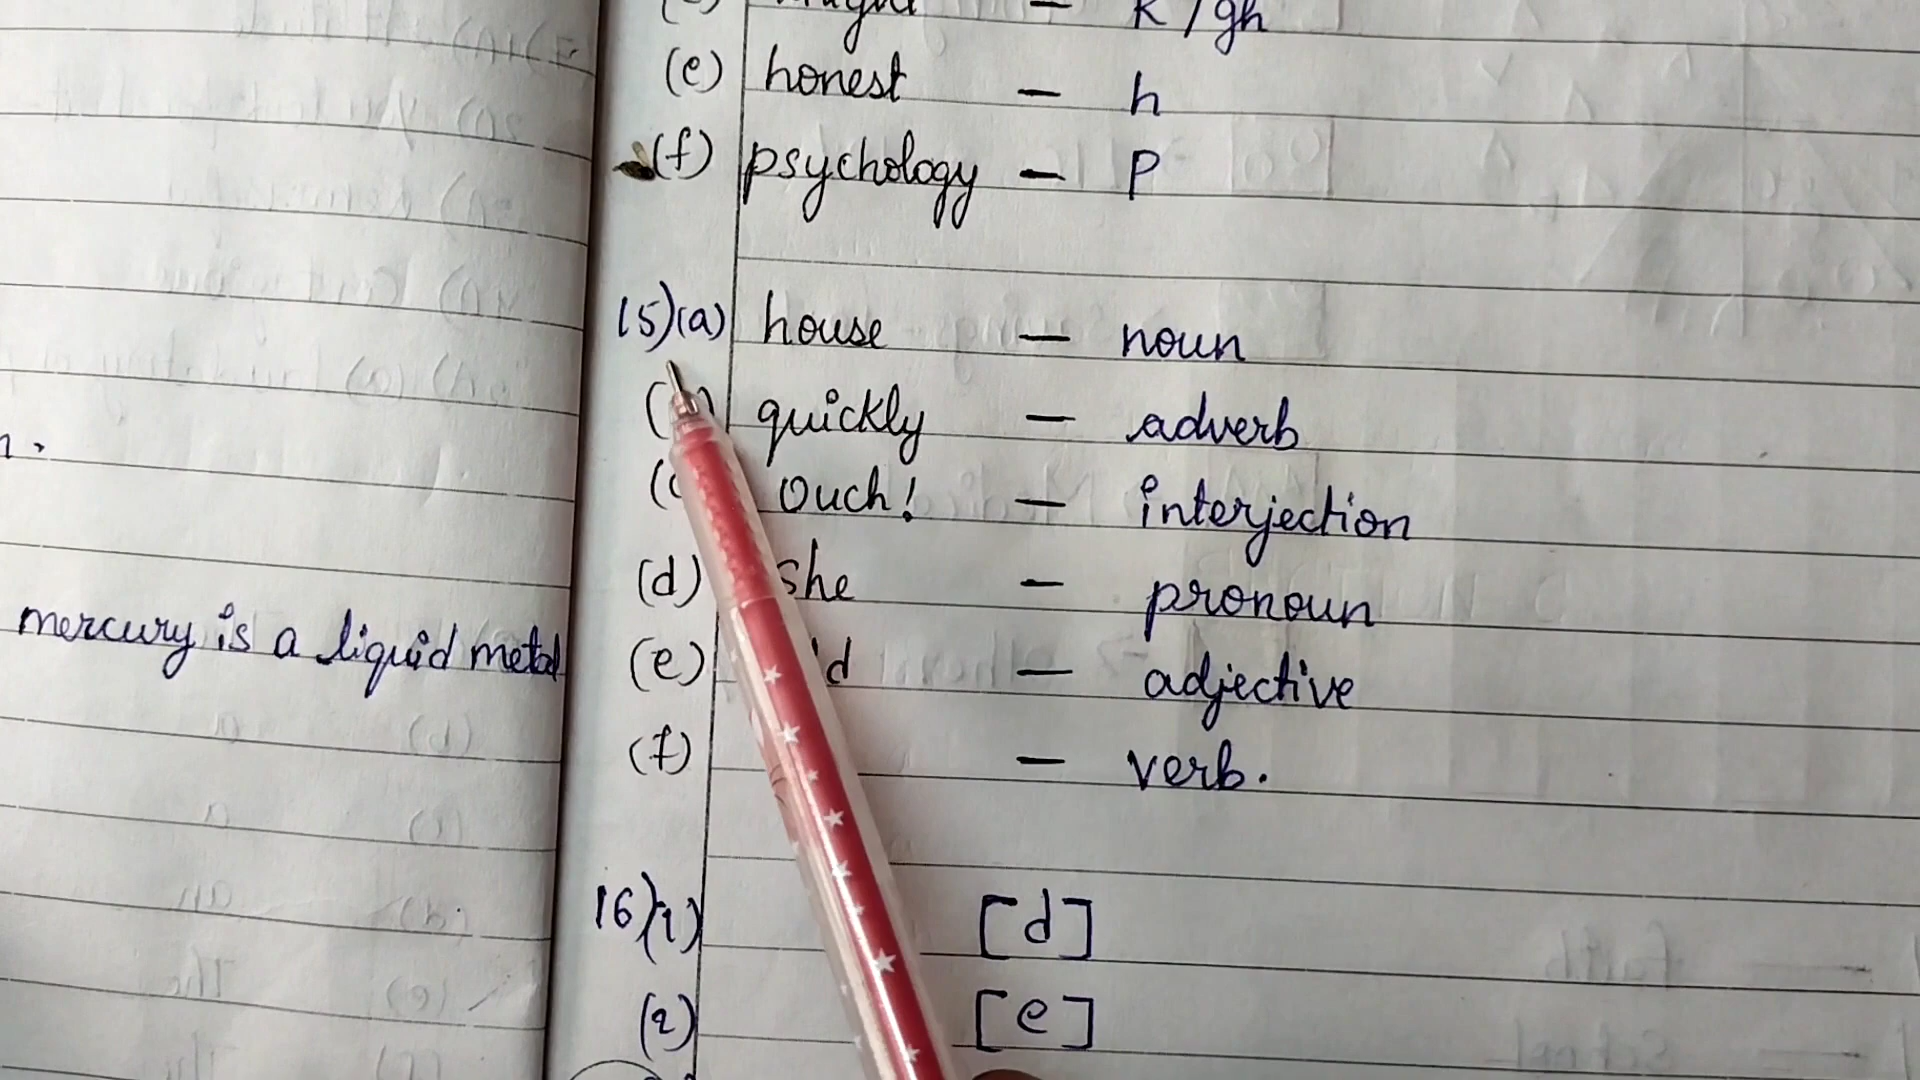 n.
mercury is a liquid metal
— K / gh
(e) honest — h
(f) psychology — P
15) (a) house — noun
quickly — adverb
ouch! — interjection
(d) she — pronoun
(e) — adjective
(f) — verb.
16) (1) [d]
(2) [e]